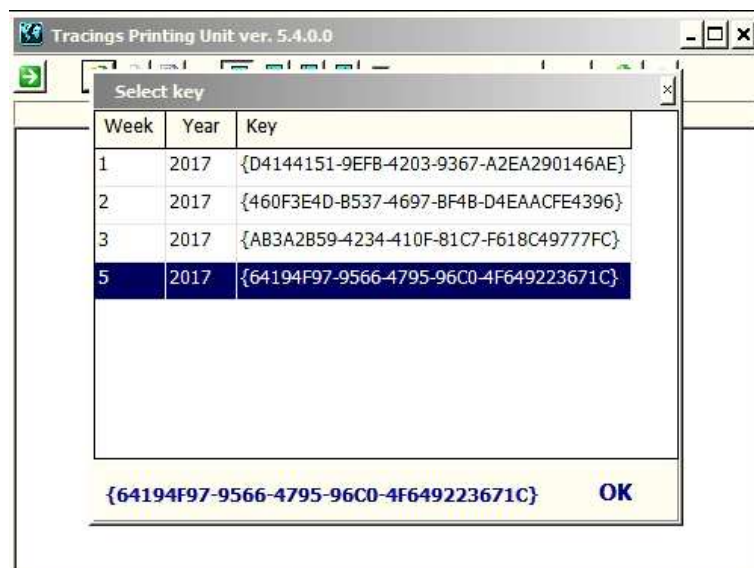 Tracings Printing Unit ver. 5.4.0.0
Select key
Week Year Key
1 2017 {D4144151-9EFB-4203-9367-A2EA290146AE}
2 2017 {460F3E4D-B537-4697-BF4B-D4EAACFE4396}
3 2017 {AB3A2B59-4234-410F-81C7-F618C49777FC}
5 2017 {64194F97-9566-4795-96C0-4F649223671C}
{64194F97-9566-4795-96C0-4F649223671C} OK